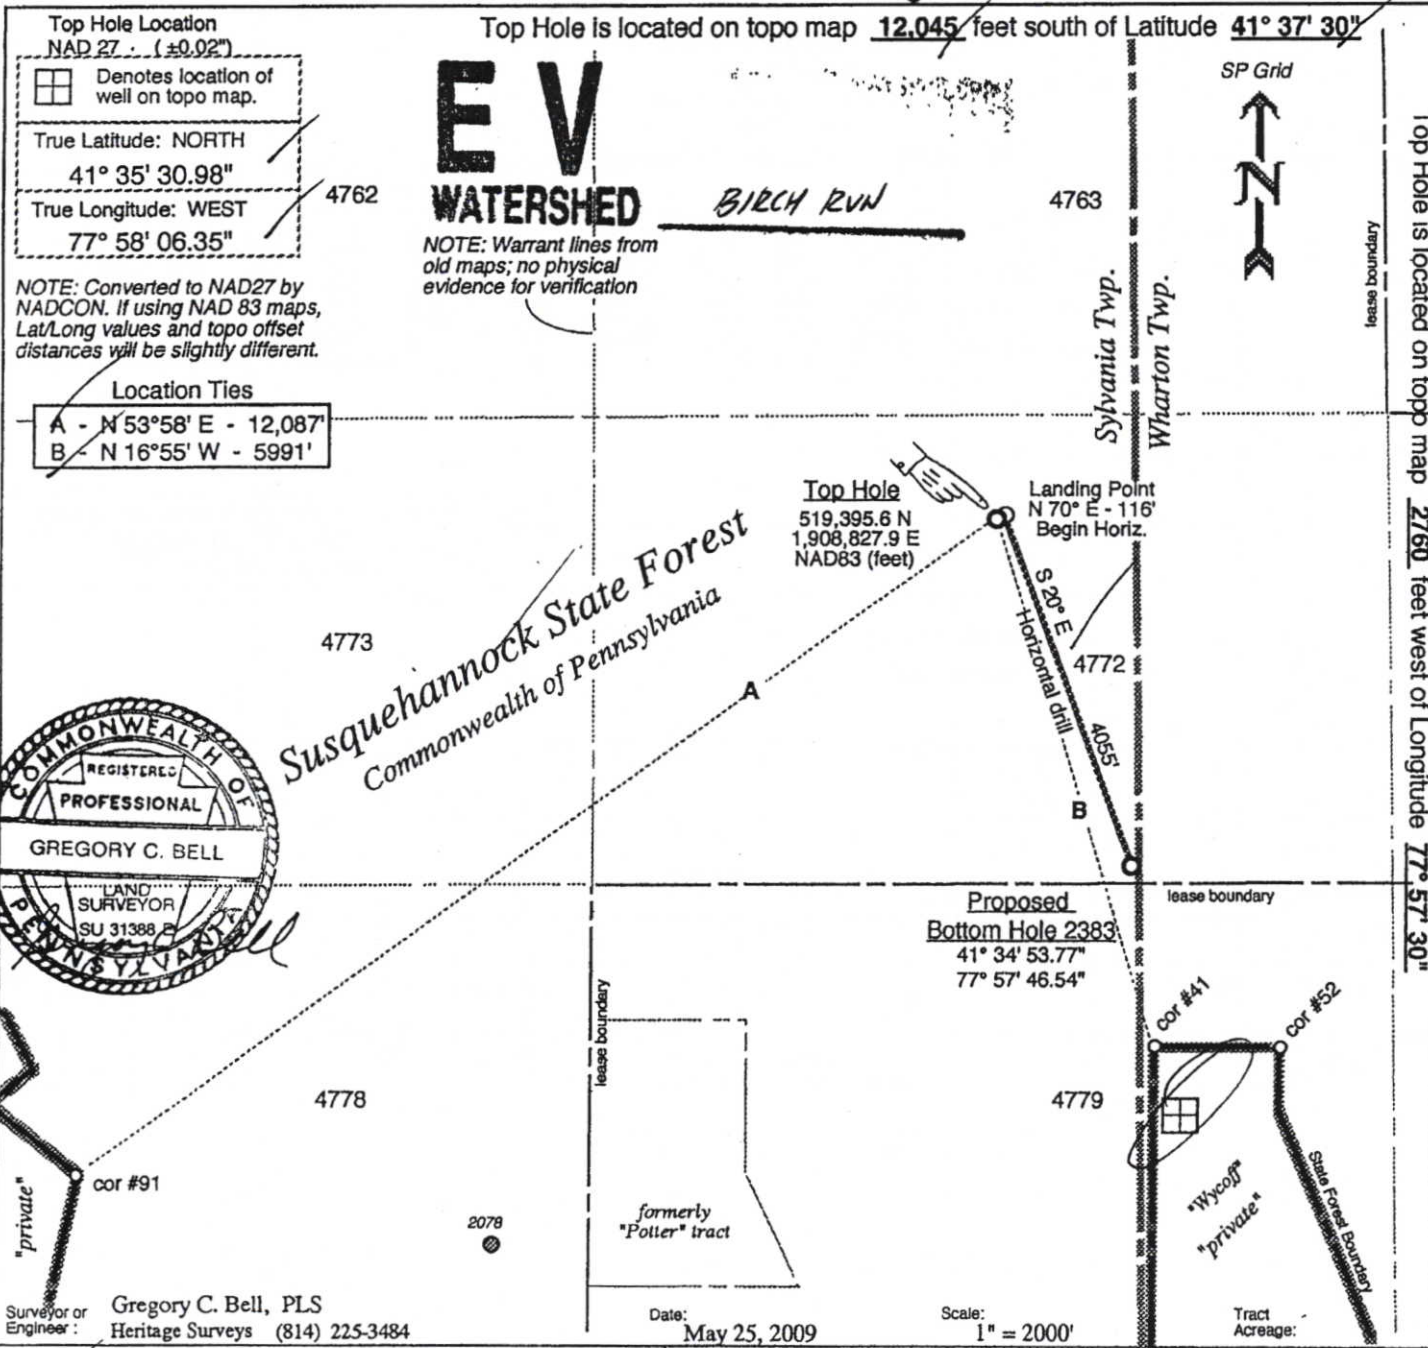 Top Hole is located on topo map 12,045 feet south of Latitude 41° 37' 30"
Top Hole Location
NAD 27 · (±0.02")
Denotes location of
well on topo map.
True Latitude: NORTH
41° 35' 30.98"
True Longitude: WEST
77° 58' 06.35"
NOTE: Converted to NAD27 by
NADCON. If using NAD 83 maps,
Lat/Long values and topo offset
distances will be slightly different.
Location Ties
A - N 53°58' E - 12,087'
B - N 16°55' W - 5991'
E V
WATERSHED
BIRCH RUN
NOTE: Warrant lines from
old maps; no physical
evidence for verification
4762
4763
SP Grid
N
lease boundary
Top Hole is located on topo map 2760 feet west of Longitude 77° 57' 30"
Sylvania Twp.
Wharton Twp.
Top Hole
519,395.6 N
1,908,827.9 E
NAD83 (feet)
Landing Point
N 70° E - 116'
Begin Horiz.
S 20° E
4055'
Horizontal drill
4772
4773
Susquehannock State Forest
Commonwealth of Pennsylvania
A
B
COMMONWEALTH OF
REGISTERED
PROFESSIONAL
GREGORY C. BELL
LAND
SURVEYOR
SU 31388 E
PENNSYLVANIA
Proposed
Bottom Hole 2383
41° 34' 53.77"
77° 57' 46.54"
lease boundary
lease boundary
cor #41
cor #52
4778
4779
cor #91
"private"
2078
formerly
"Potter" tract
"Wycoff"
"private"
State Forest Boundary
Surveyor or
Engineer :
Gregory C. Bell, PLS
Heritage Surveys (814) 225-3484
Date:
May 25, 2009
Scale:
1" = 2000'
Tract
Acreage: